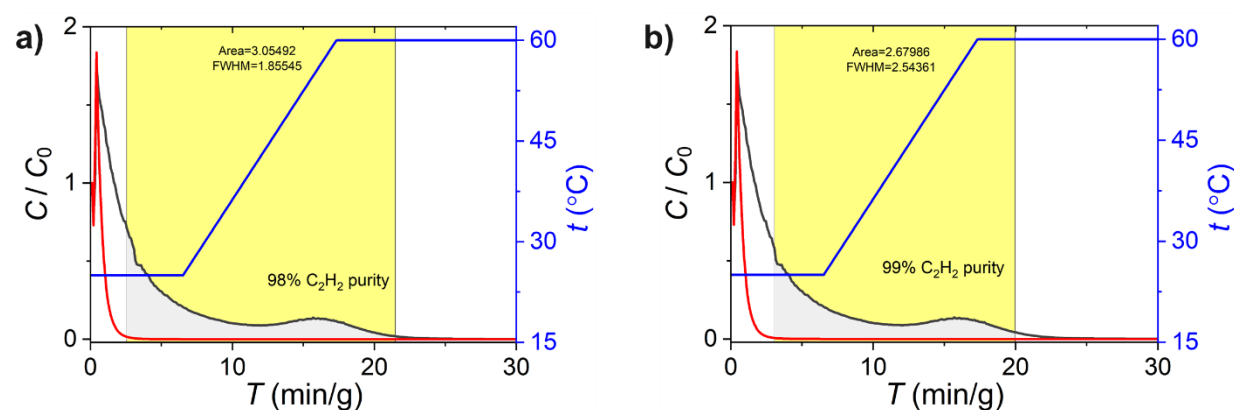 a)
2
1
0
C / C₀
Area=3.05492
FWHM=1.85545
98% C₂H₂ purity
60
45
30
15
t (°C)
0
10
20
30
T (min/g)
b)
2
1
0
C / C₀
Area=2.67986
FWHM=2.54361
99% C₂H₂ purity
60
45
30
15
t (°C)
0
10
20
30
T (min/g)